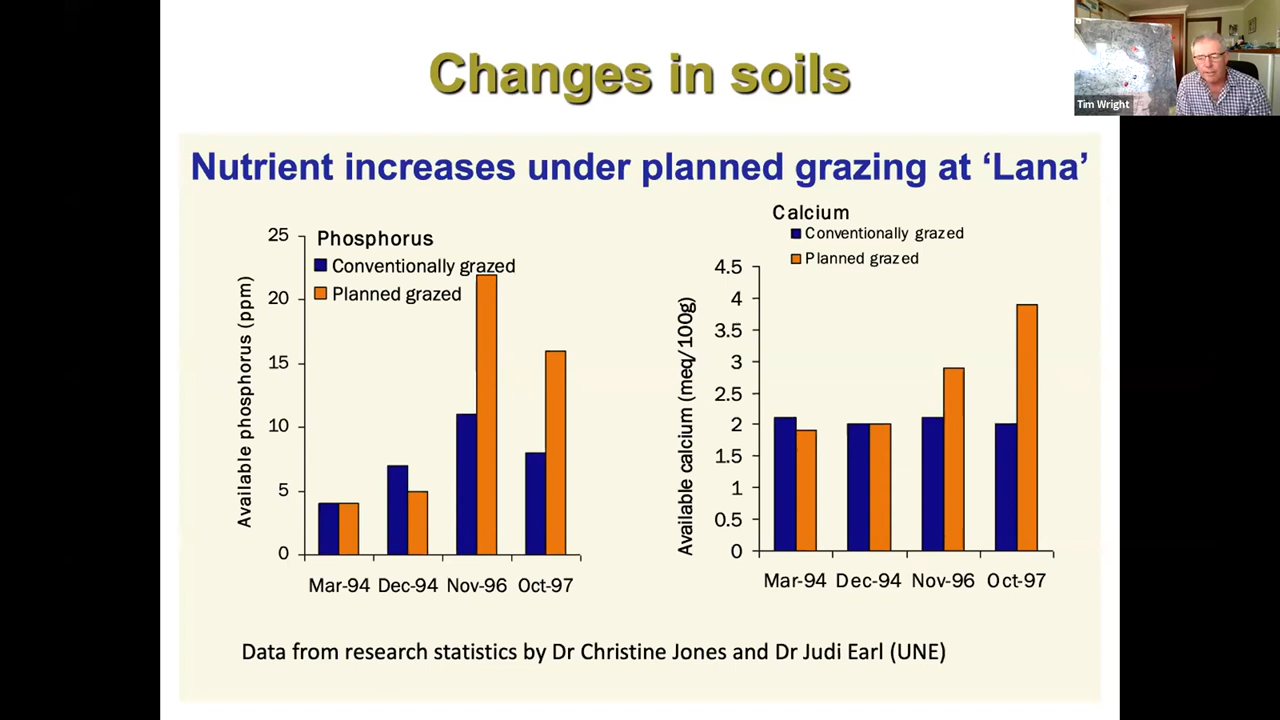 Changes in soils
Tim Wright
Nutrient increases under planned grazing at ‘Lana’
Phosphorus
Conventionally grazed
Planned grazed
Available phosphorus (ppm)
25
20
15
10
5
0
Mar-94 Dec-94 Nov-96 Oct-97
Calcium
Conventionally grazed
Planned grazed
Available calcium (meq/100g)
4.5
4
3.5
3
2.5
2
1.5
1
0.5
0
Mar-94 Dec-94 Nov-96 Oct-97
Data from research statistics by Dr Christine Jones and Dr Judi Earl (UNE)